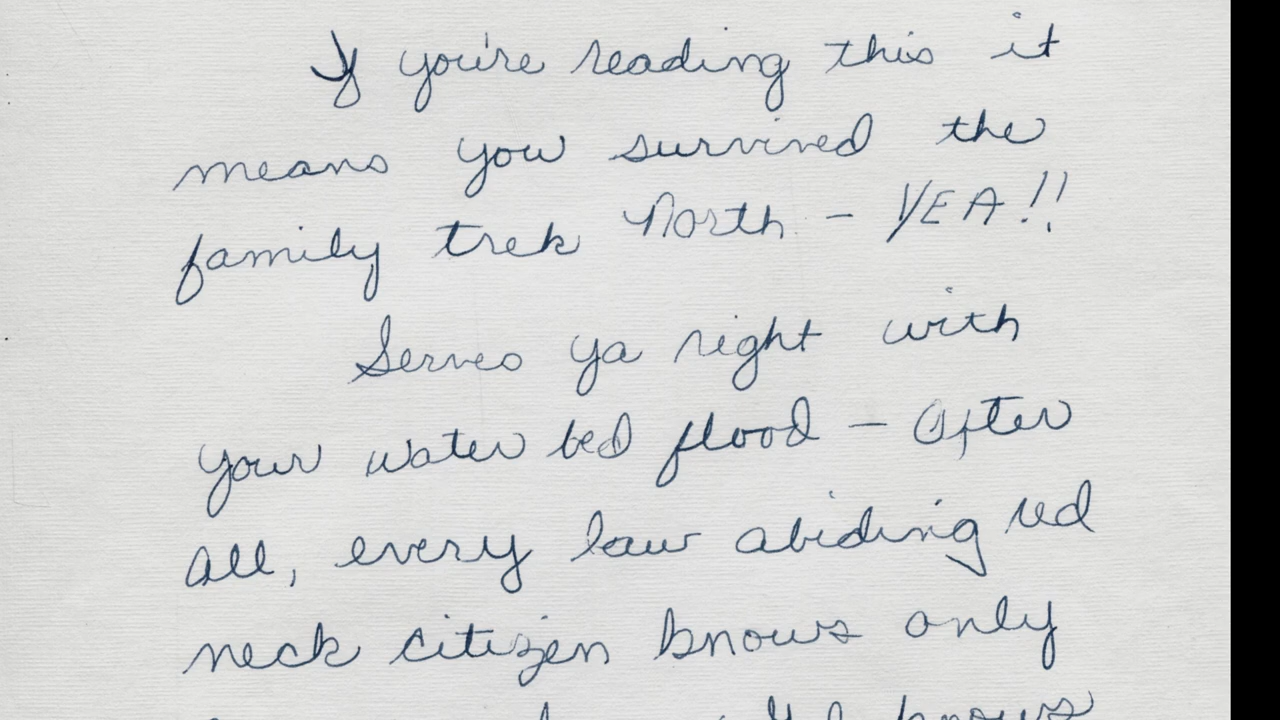 If you're reading this it
means you survived the
family trek North - YEA!!
Serves ya right with
your water bed flood - After
all, every law abiding red
neck citizen knows only
knows